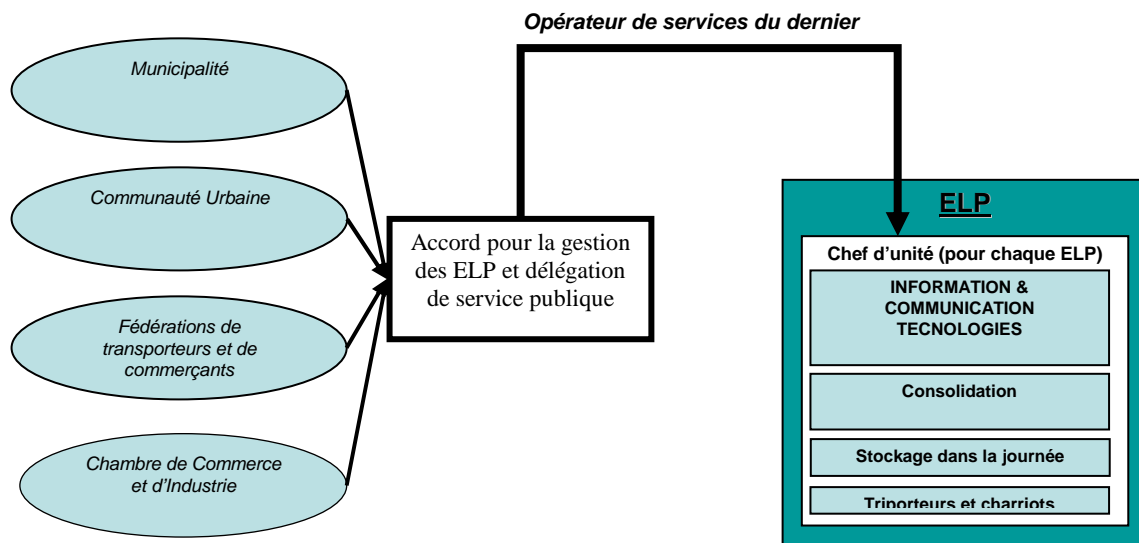 Opérateur de services du dernier
Municipalité
Communauté Urbaine
Fédérations de
transporteurs et de
commerçants
Chambre de Commerce
et d'Industrie
Accord pour la gestion
des ELP et délégation
de service publique
ELP
Chef d'unité (pour chaque ELP)
INFORMATION &
COMMUNICATION
TECNOLOGIES
Consolidation
Stockage dans la journée
Triporteurs et charriots